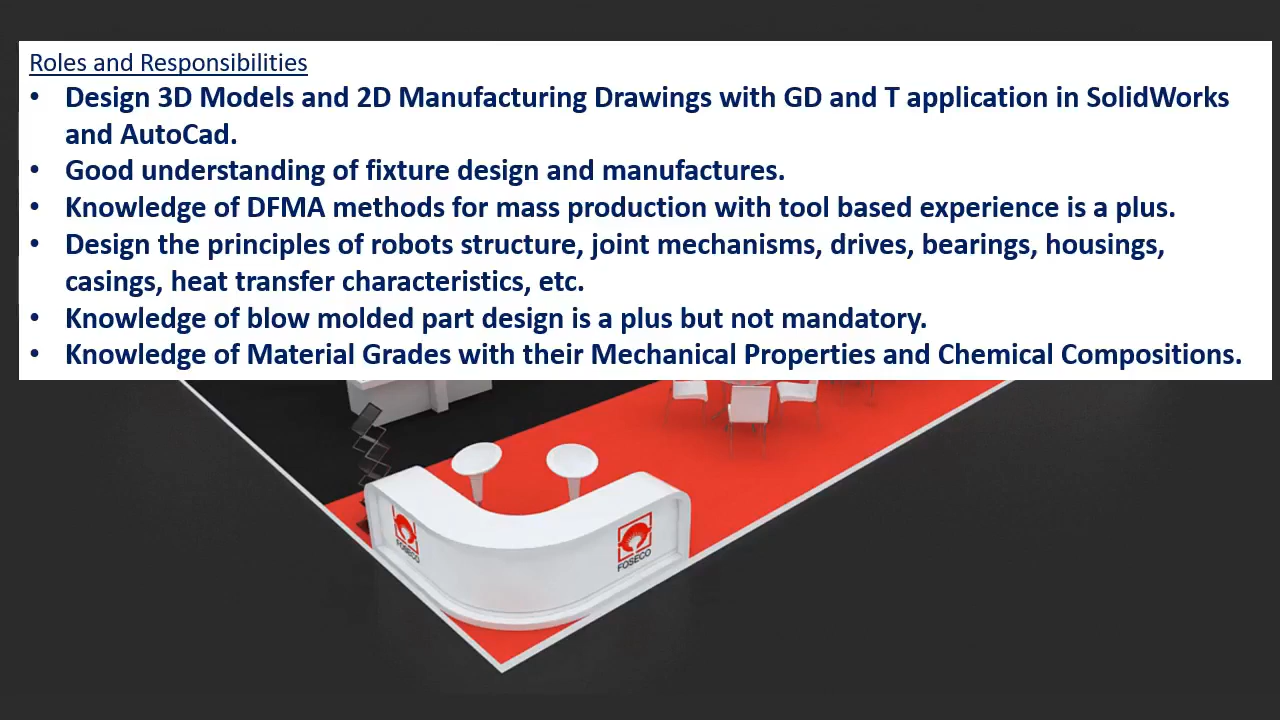 Roles and Responsibilities
• Design 3D Models and 2D Manufacturing Drawings with GD and T application in SolidWorks
and AutoCad.
• Good understanding of fixture design and manufactures.
• Knowledge of DFMA methods for mass production with tool based experience is a plus.
• Design the principles of robots structure, joint mechanisms, drives, bearings, housings,
casings, heat transfer characteristics, etc.
• Knowledge of blow molded part design is a plus but not mandatory.
• Knowledge of Material Grades with their Mechanical Properties and Chemical Compositions.
FOSECO
FOSECO